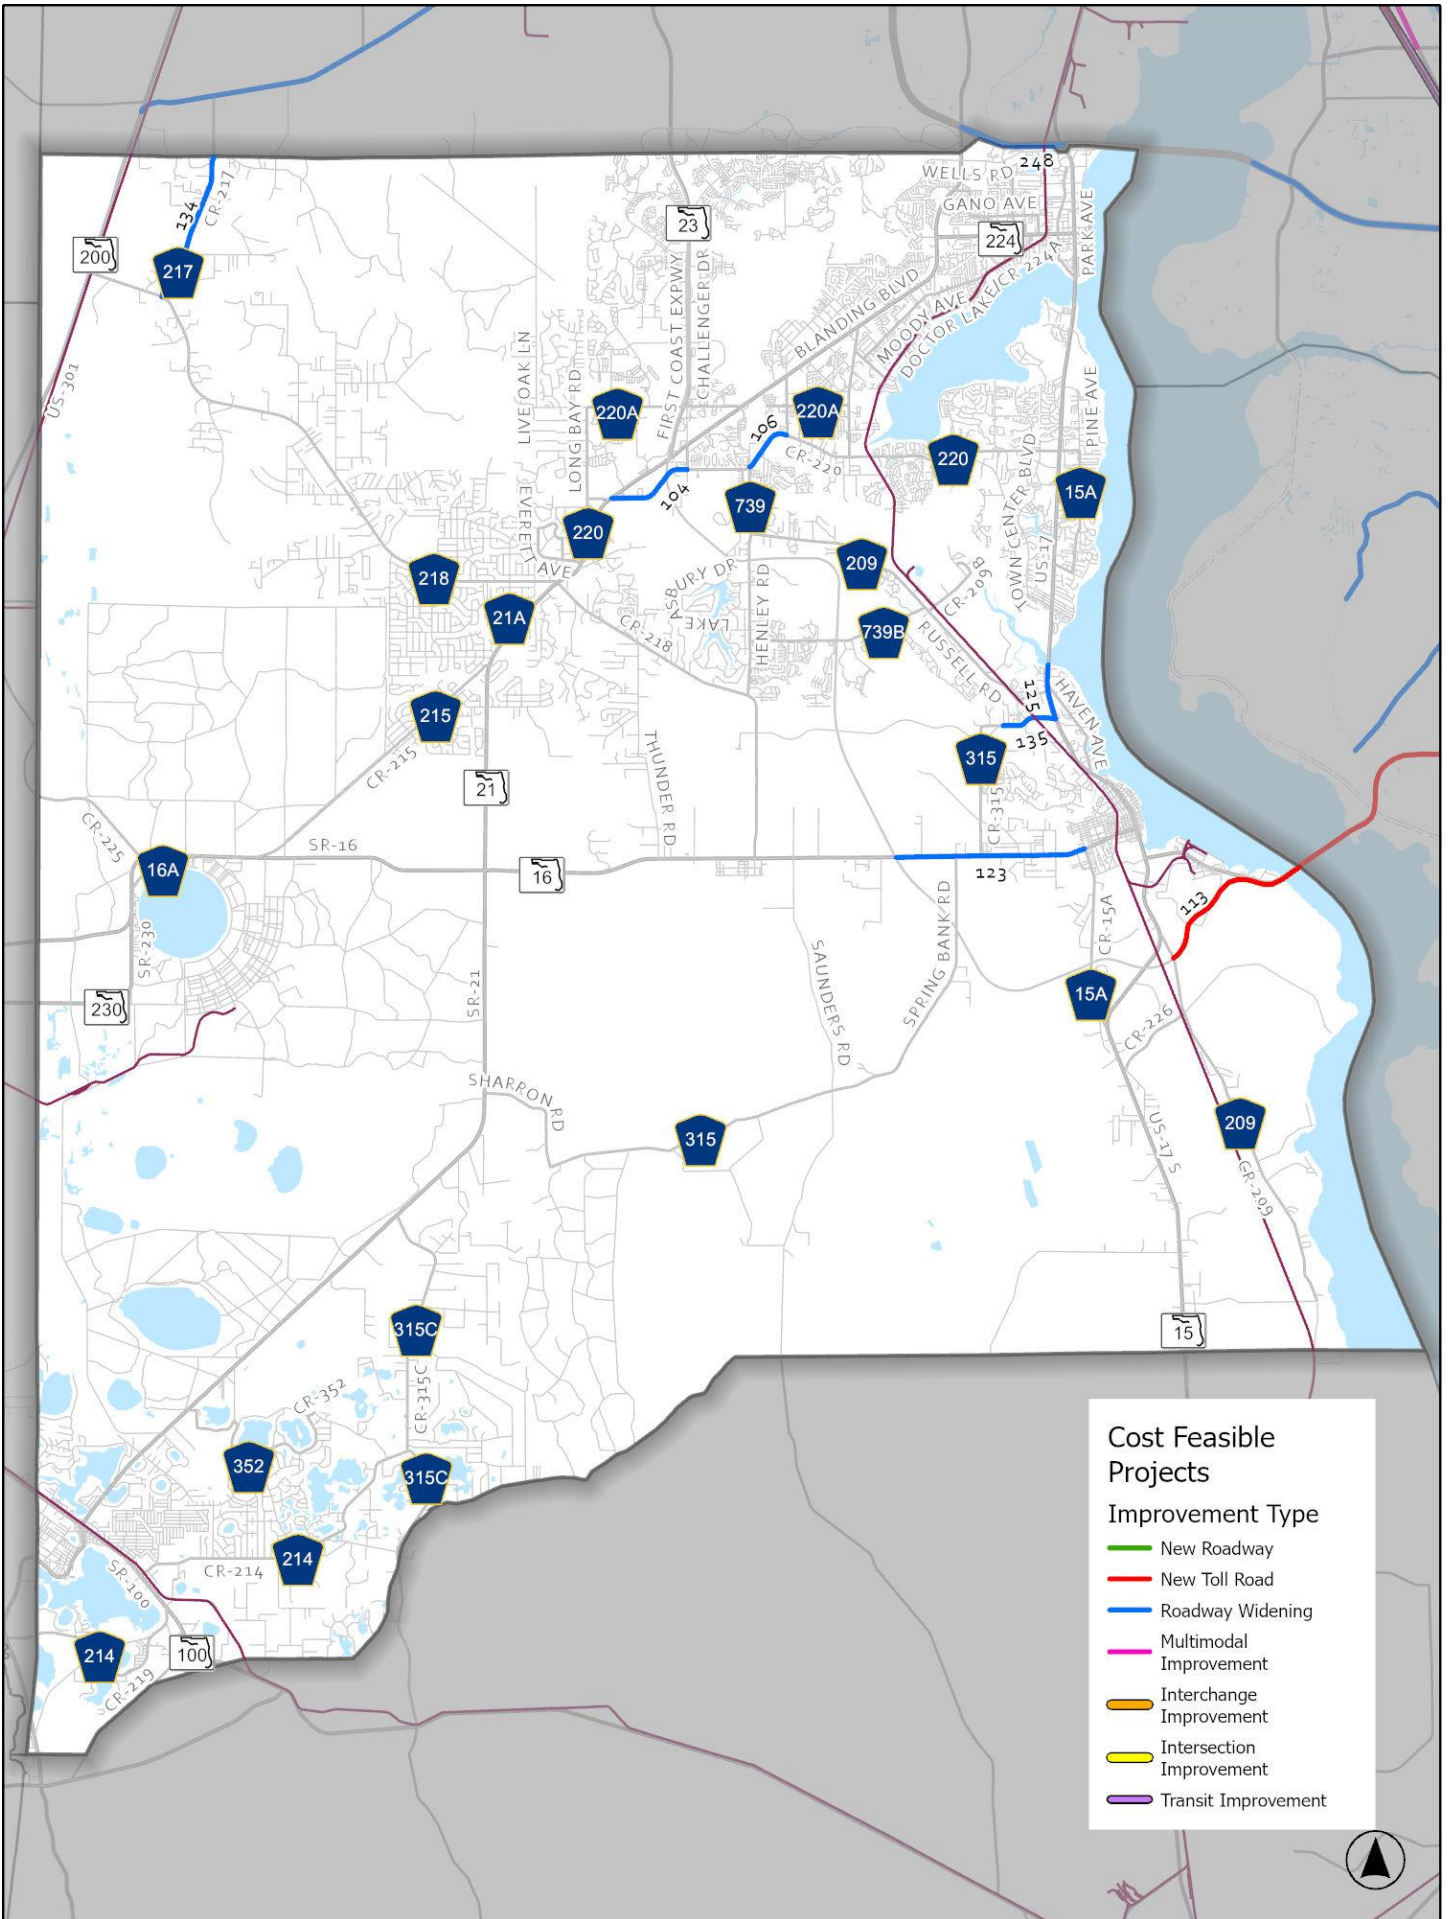 248
WELLS RD
GANO AVE
134
CR-217
23
224
200
217
PARK AVE
FIRST COAST EXPWY
CHALLENGER DR
BLANDING BLVD
MOODY AVE
DOCTOR LAKE/CR 224A
US-301
LIVE OAK LN
LONG BAY RD
220A
220A
106
CR-220
220
PINE AVE
104
739
15A
EVERETT AVE
220
TOWN CENTER BLVD
US-17
218
209
LAKE ASBURY DR
CR-209B
21A
CR-218
HENLEY RD
739B
RUSSELL RD
215
125
HAVEN AVE
135
CR-215
THUNDER RD
315
21
CR-315
CR-225
SR-16
16A
16
123
113
SR-230
CR-15A
SPRING BANK RD
SAUNDERS RD
SR-21
230
15A
CR-226
SHARRON RD
315
US-17 S
209
CR-209
315C
15
CR-352
CR-315C
352
315C
214
CR-214
SR-100
214
100
CR-219
Cost Feasible
Projects
Improvement Type
New Roadway
New Toll Road
Roadway Widening
Multimodal
Improvement
Interchange
Improvement
Intersection
Improvement
Transit Improvement